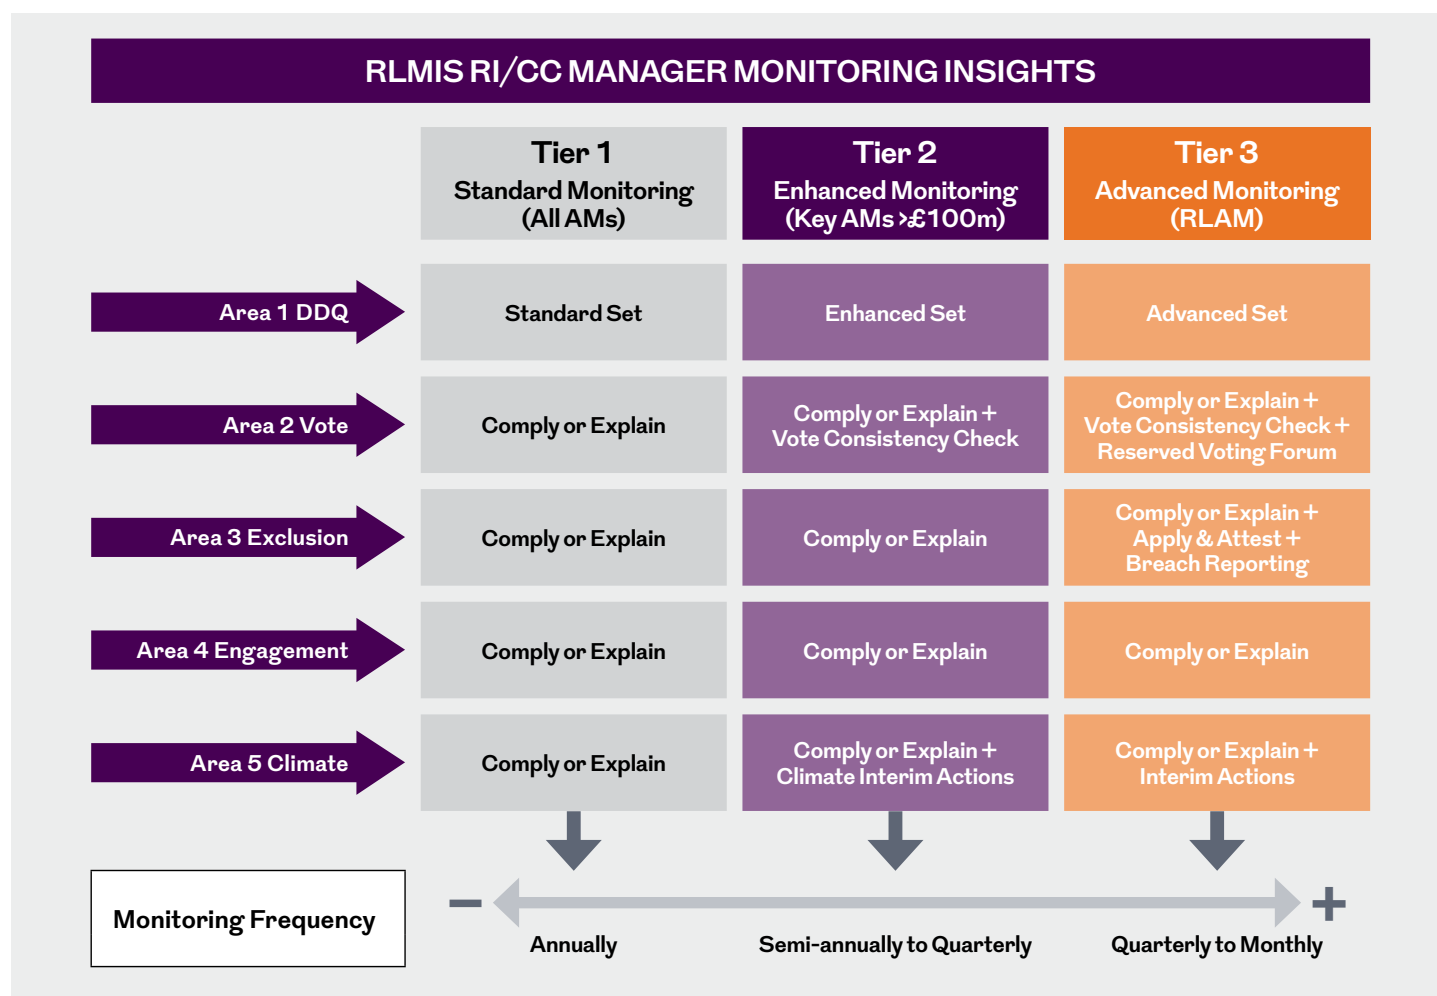 RLMIS RI/CC MANAGER MONITORING INSIGHTS
Tier 1
Standard Monitoring
(All AMs)
Tier 2
Enhanced Monitoring
(Key AMs >£100m)
Tier 3
Advanced Monitoring
(RLAM)
Area 1 DDQ
Standard Set
Enhanced Set
Advanced Set
Area 2 Vote
Comply or Explain
Comply or Explain +
Vote Consistency Check
Comply or Explain +
Vote Consistency Check +
Reserved Voting Forum
Area 3 Exclusion
Comply or Explain
Comply or Explain
Comply or Explain +
Apply & Attest +
Breach Reporting
Area 4 Engagement
Comply or Explain
Comply or Explain
Comply or Explain
Area 5 Climate
Comply or Explain
Comply or Explain +
Climate Interim Actions
Comply or Explain +
Interim Actions
Monitoring Frequency
− +
Annually
Semi-annually to Quarterly
Quarterly to Monthly